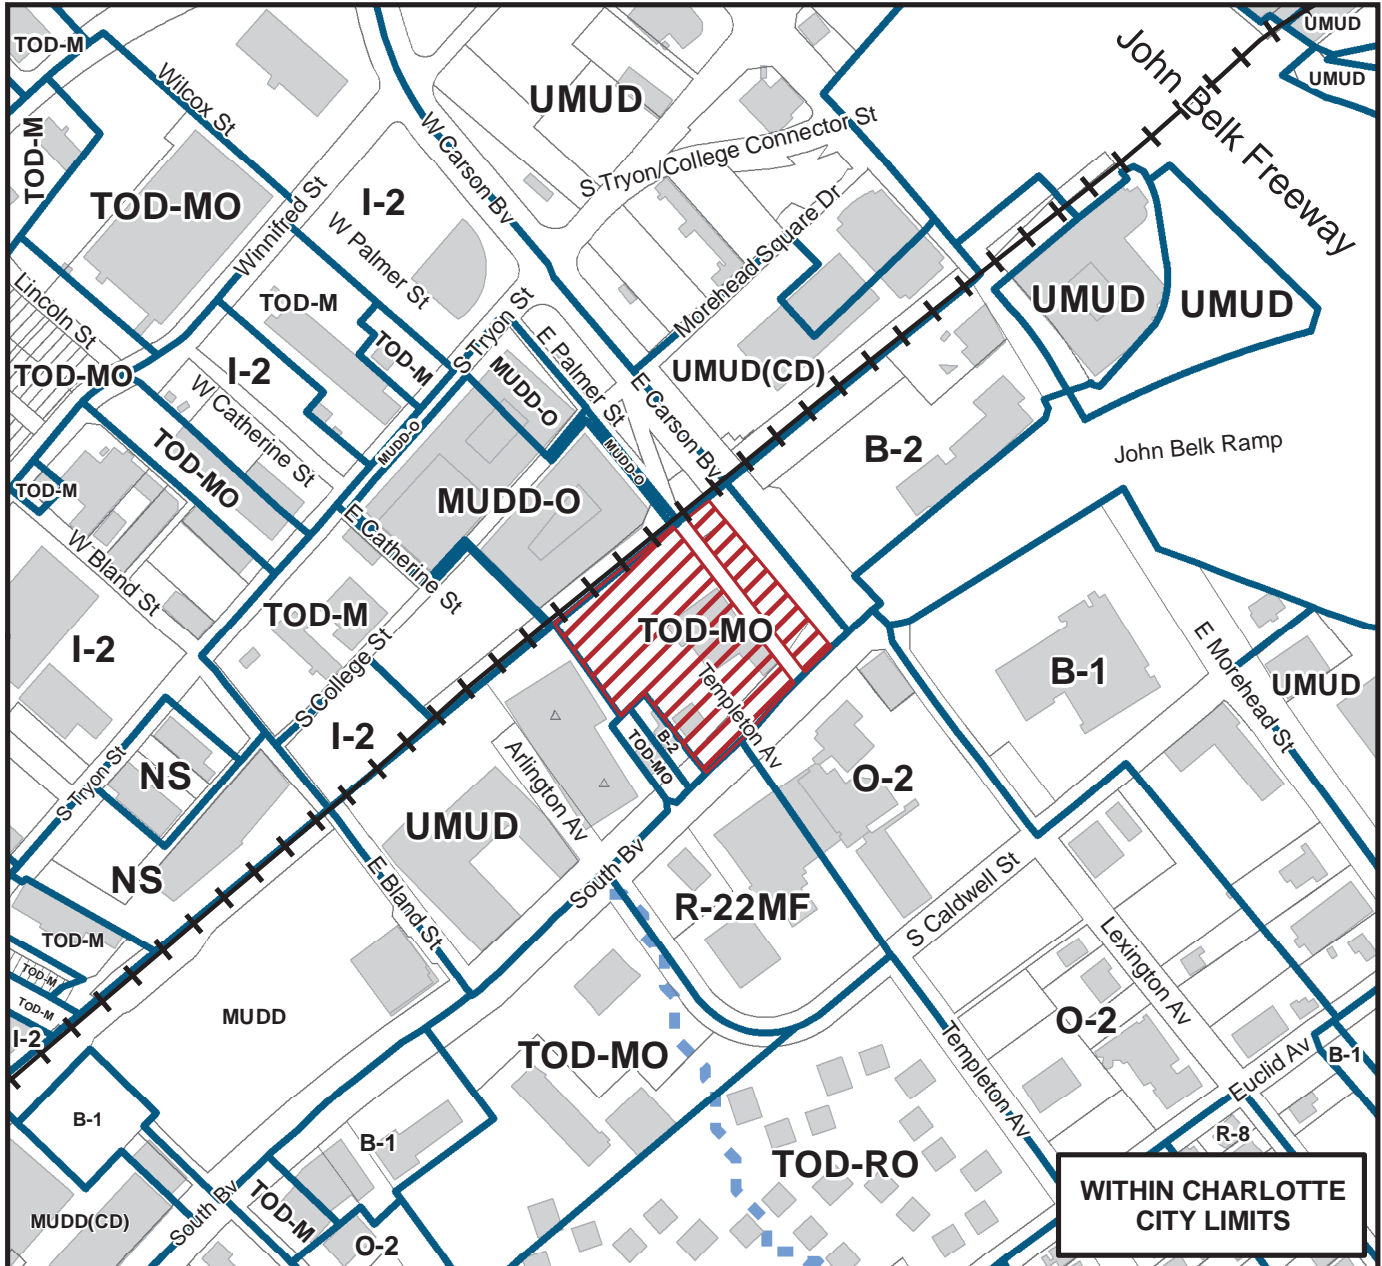 TOD-M
UMUD
UMUD
John Belk Freeway
Wilcox St
UMUD
W Carson Bv
S Tryon/College Connector St
TOD-M
TOD-MO
I-2
Winnifred St
W Palmer St
Morehead Square Dr
Lincoln St
TOD-M
S Tryon St
UMUD
UMUD
TOD-MO
I-2
TOD-M
E Palmer St
UMUD(CD)
MUDD-O
E Carson Bv
W Catherine St
MUDD-O
B-2
John Belk Ramp
TOD-MO
MUDD-O
TOD-M
MUDD-O
E Catherine St
W Bland St
TOD-M
I-2
S College St
TOD-MO
Templeton Av
B-1
E Morehead St
UMUD
I-2
B-2
TOD-MO
NS
S Tryon St
Arlington Av
O-2
UMUD
NS
E Bland St
South Bv
R-22MF
S Caldwell St
TOD-M
TOD-M
TOD-M
I-2
MUDD
Lexington Av
O-2
TOD-MO
Templeton Av
Euclid Av
B-1
B-1
B-1
R-8
TOD-RO
TOD-M
South Bv
MUDD(CD)
O-2
WITHIN CHARLOTTE
CITY LIMITS